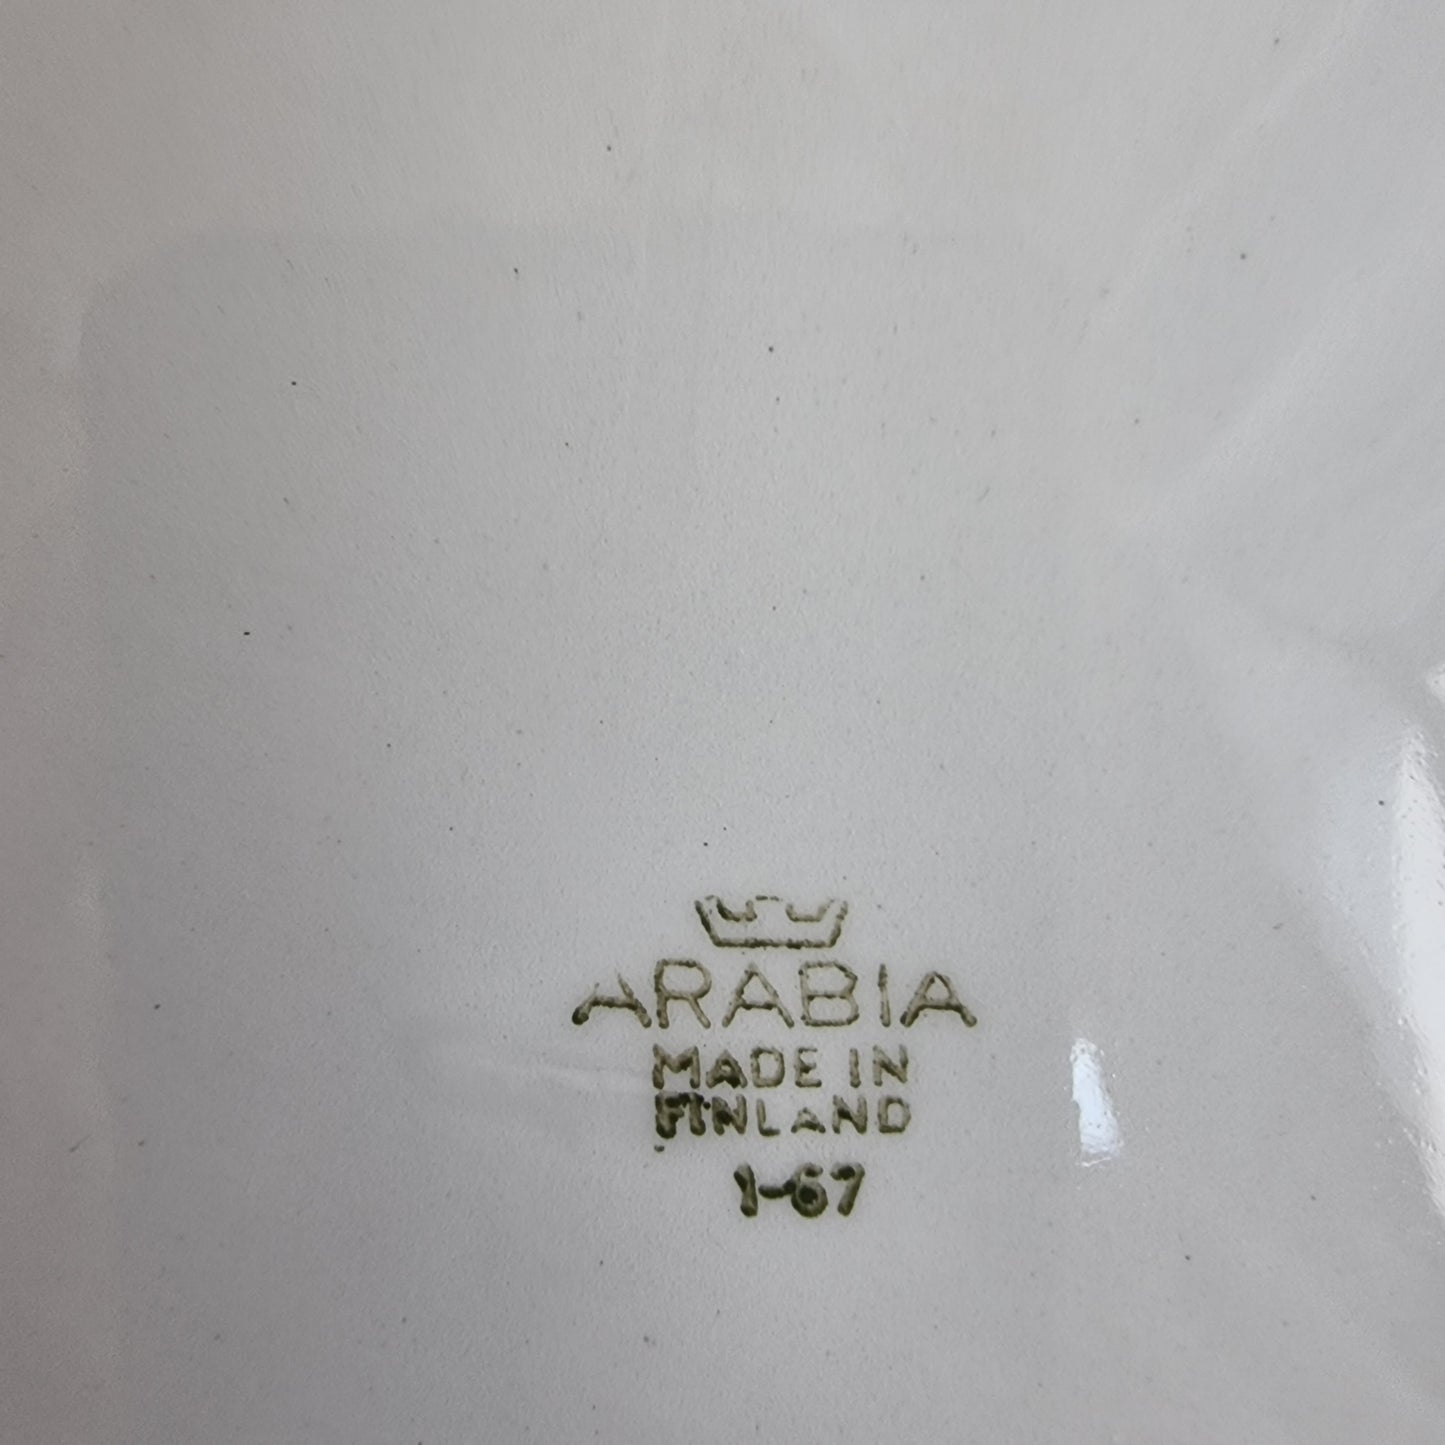 ARABIA
MADE IN
FINLAND
1-67